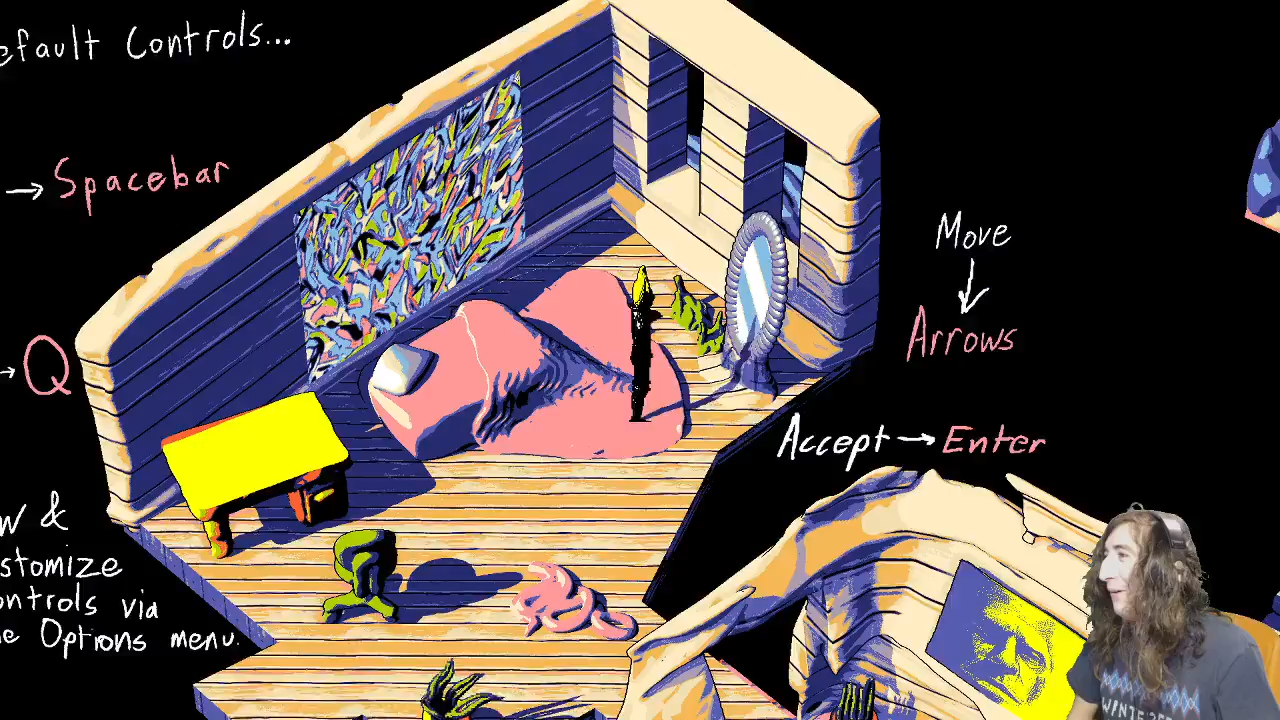 efault Controls...
→ Spacebar
Move
↓
Arrows
→ Q
Accept → Enter
w &
stomize
ontrols via
e Options menu.